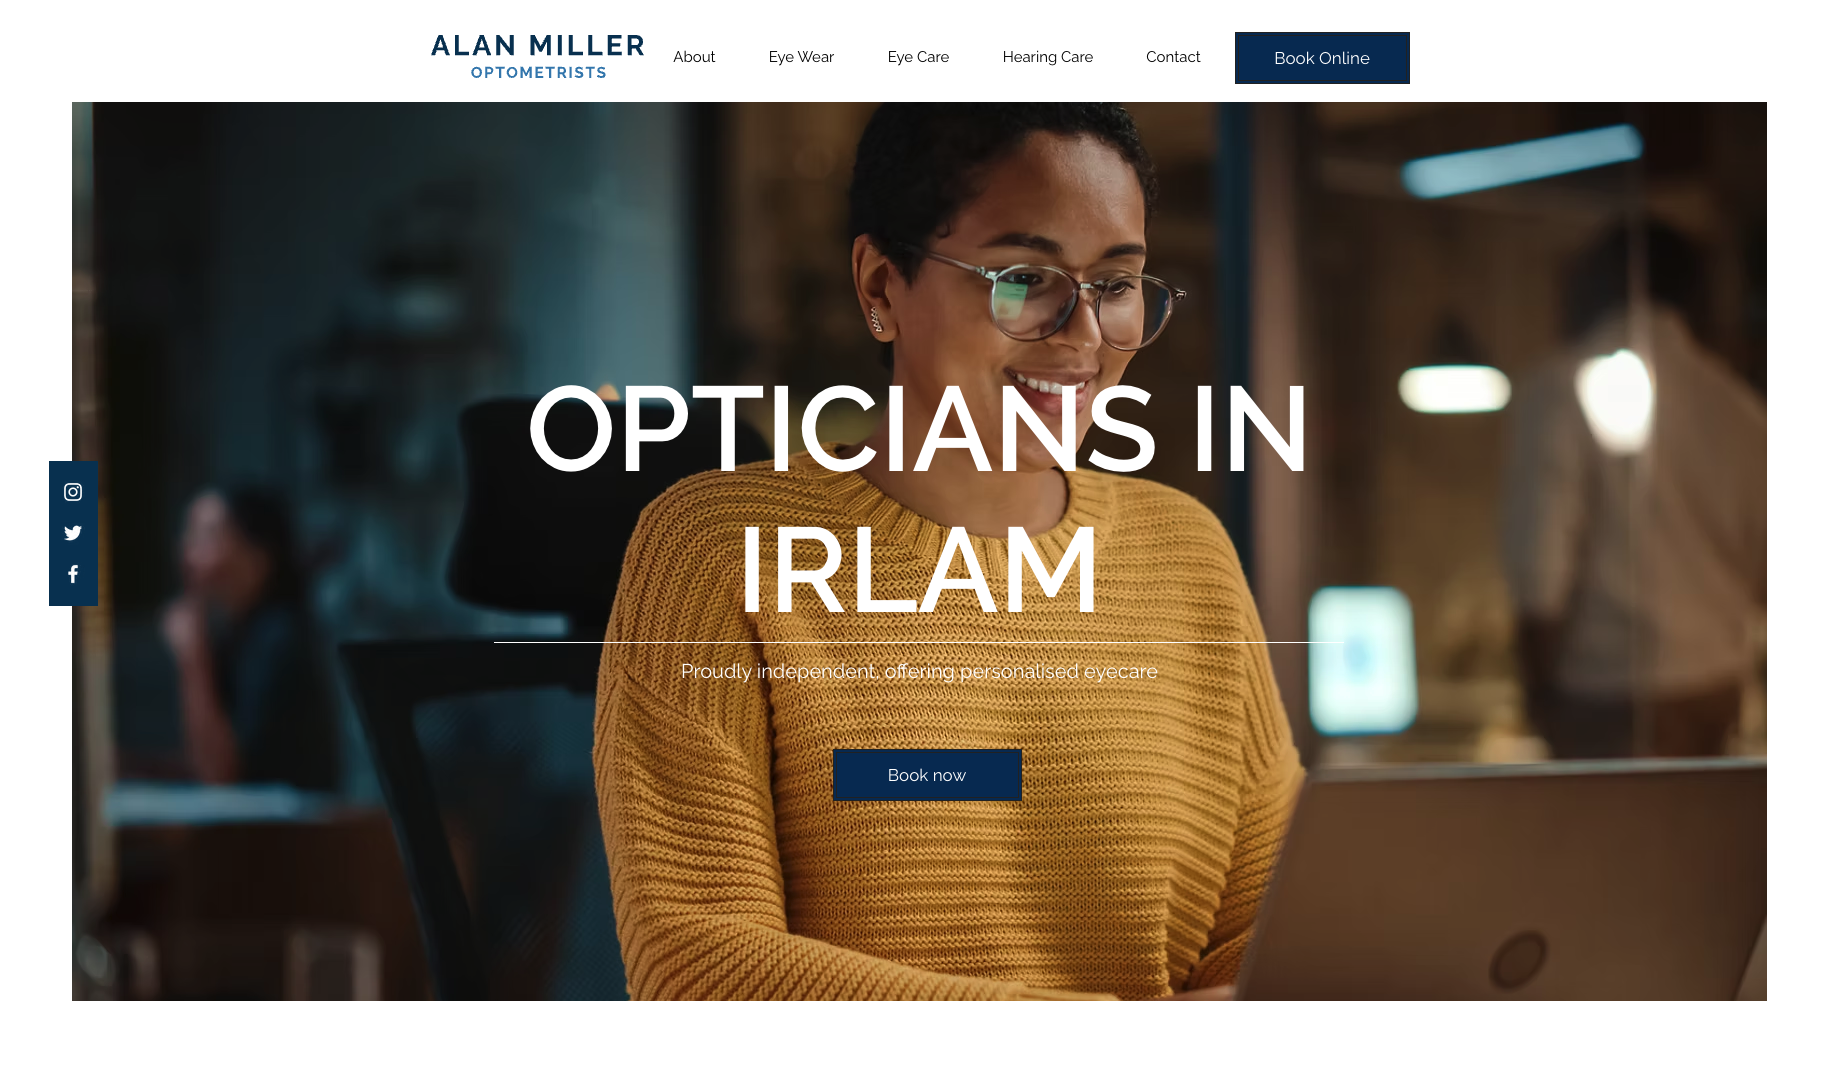 ALAN MILLER
OPTOMETRISTS
About
Eye Wear
Eye Care
Hearing Care
Contact
Book Online
OPTICIANS IN
IRLAM
Proudly independent, offering personalised eyecare
Book now